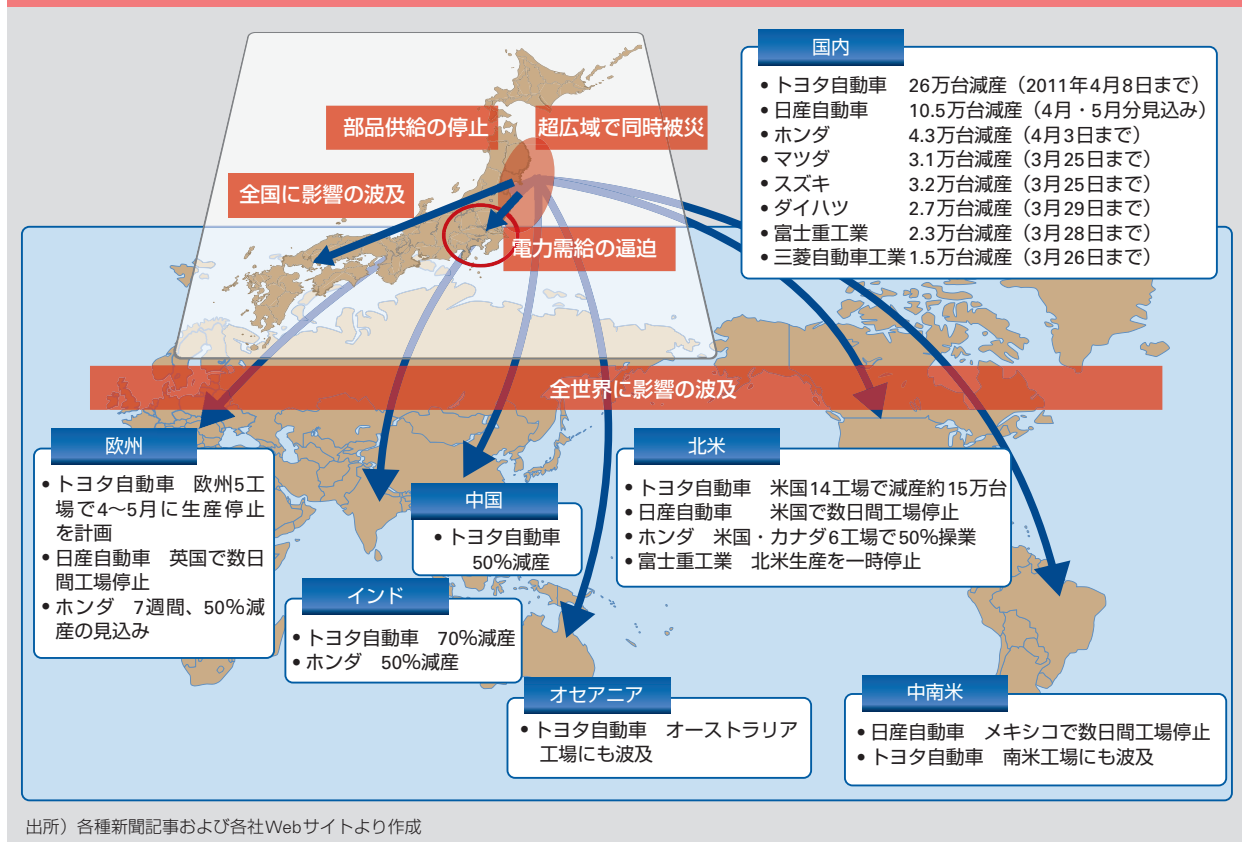 国内
• トヨタ自動車　26万台減産（2011年4月8日まで）
• 日産自動車　10.5万台減産（4月・5月分見込み）
• ホンダ　4.3万台減産（4月3日まで）
• マツダ　3.1万台減産（3月25日まで）
• スズキ　3.2万台減産（3月25日まで）
• ダイハツ　2.7万台減産（3月29日まで）
• 富士重工業　2.3万台減産（3月28日まで）
• 三菱自動車工業 1.5万台減産（3月26日まで）
部品供給の停止
超広域で同時被災
全国に影響の波及
電力需給の逼迫
全世界に影響の波及
欧州
• トヨタ自動車　欧州5工
場で4〜5月に生産停止
を計画
• 日産自動車　英国で数日
間工場停止
• ホンダ　7週間、50%減
産の見込み
中国
• トヨタ自動車
50%減産
インド
• トヨタ自動車　70%減産
• ホンダ　50%減産
北米
• トヨタ自動車　米国14工場で減産約15万台
• 日産自動車　米国で数日間工場停止
• ホンダ　米国・カナダ6工場で50%操業
• 富士重工業　北米生産を一時停止
オセアニア
• トヨタ自動車　オーストラリア
工場にも波及
中南米
• 日産自動車　メキシコで数日間工場停止
• トヨタ自動車　南米工場にも波及
出所）各種新聞記事および各社Webサイトより作成